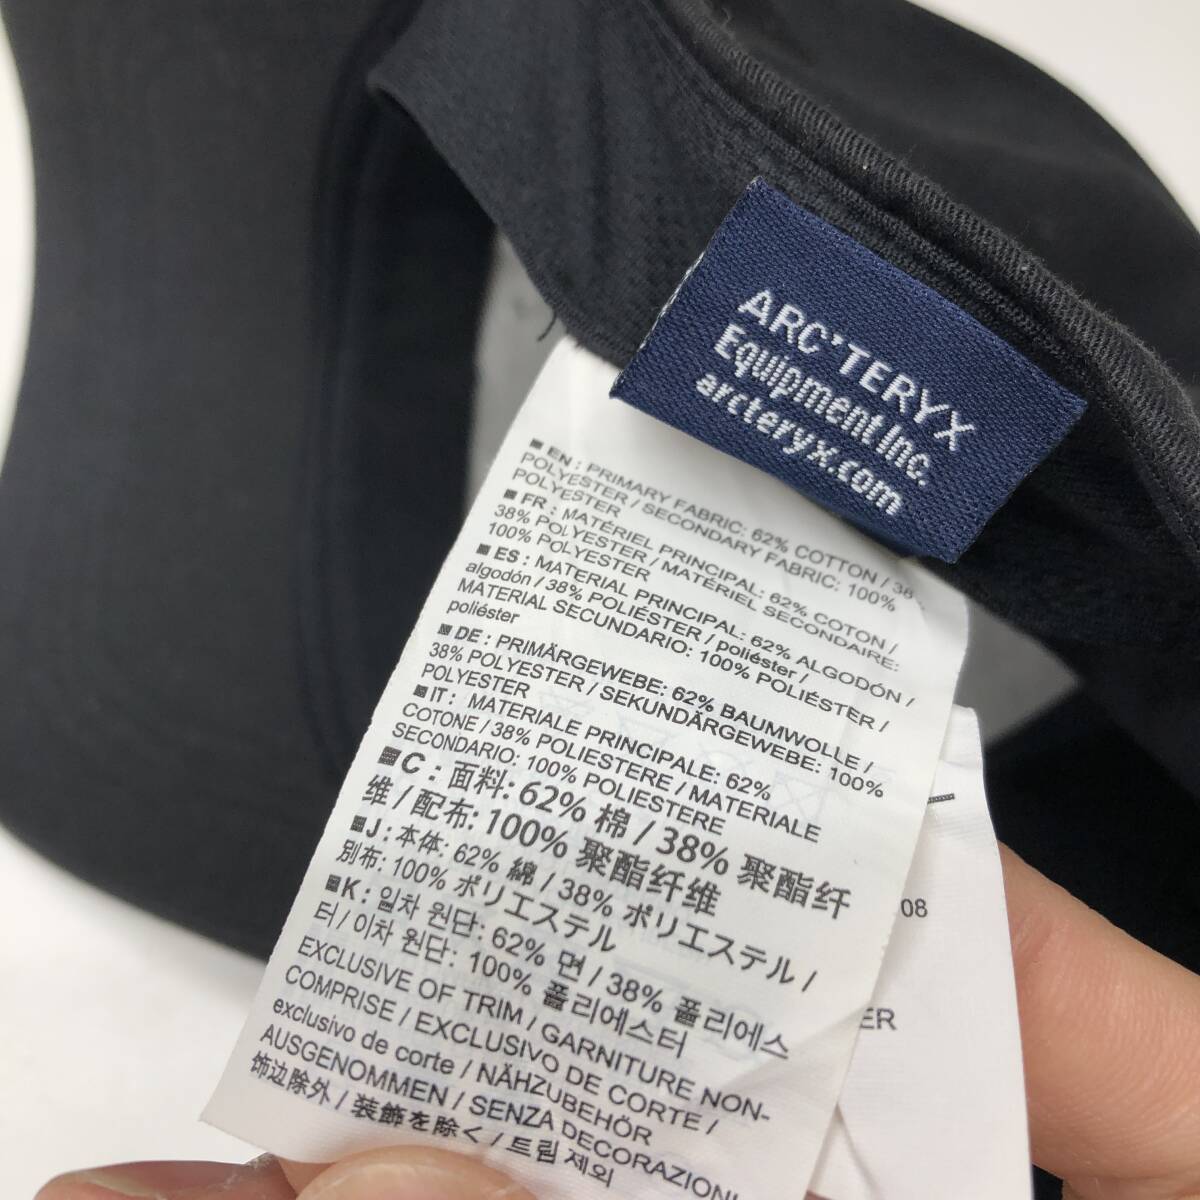 ARC'TERYX
Equipment Inc.
arcteryx.com
EN : PRIMARY FABRIC: 62% COTTON / 38%
POLYESTER / SECONDARY FABRIC: 100%
POLYESTER
FR : MATÉRIEL PRINCIPAL: 62% COTON /
38% POLYESTER / MATÉRIEL SECONDAIRE:
100% POLYESTER
ES : MATERIAL PRINCIPAL: 62% ALGODÓN /
algodón / 38% POLIÉSTER / poliéster /
MATERIAL SECUNDARIO: 100% POLIÉSTER /
poliéster
DE : PRIMÄRGEWEBE: 62% BAUMWOLLE /
38% POLYESTER / SEKUNDÄRGEWEBE: 100%
POLYESTER
IT : MATERIALE PRINCIPALE: 62%
COTONE / 38% POLIESTERE / MATERIALE
SECONDARIO: 100% POLIESTERE
C : 面料: 62% 棉 / 38% 聚酯纤
维 / 配布: 100% 聚酯纤维
J : 本体: 62% 綿 / 38% ポリエステル /
別布: 100% ポリエステル
K : 일차 원단: 62% 면 / 38% 폴리에스
터 / 이차 원단: 100% 폴리에스터
EXCLUSIVE OF TRIM / GARNITURE NON-
COMPRISE / EXCLUSIVO DE CORTE /
exclusivo de corte / NÄHZUBEHÖR
AUSGENOMMEN / SENZA DECORAZIONI
饰边除外 / 装飾を除く / 트림 제외
08
ER